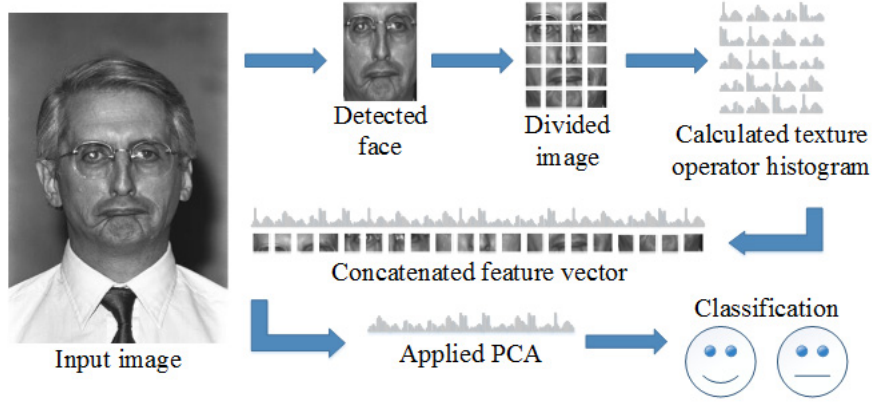 Detected
face
Divided
image
Calculated texture
operator histogram
Concatenated feature vector
Input image
Applied PCA
Classification